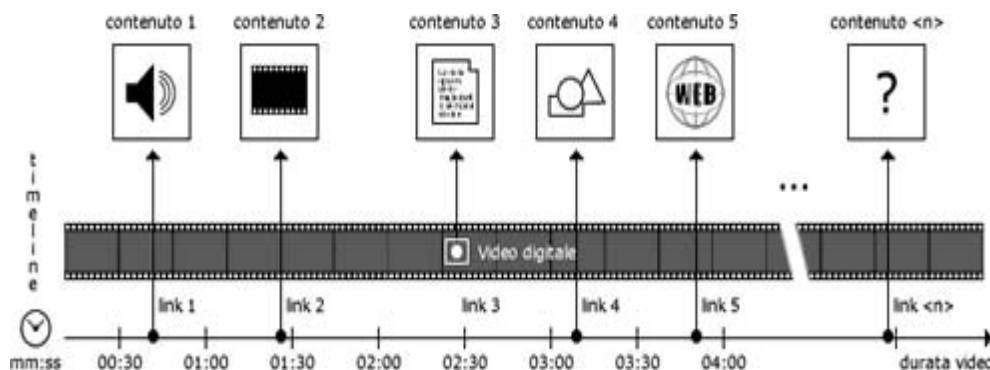 contenuto 1 contenuto 2 contenuto 3 contenuto 4 contenuto 5 contenuto <n>
WEB ?
timeline
...
Video digitale
link 1 link 2 link 3 link 4 link 5 link <n>
mm:ss 00:30 01:00 01:30 02:00 02:30 03:00 03:30 04:00 durata video